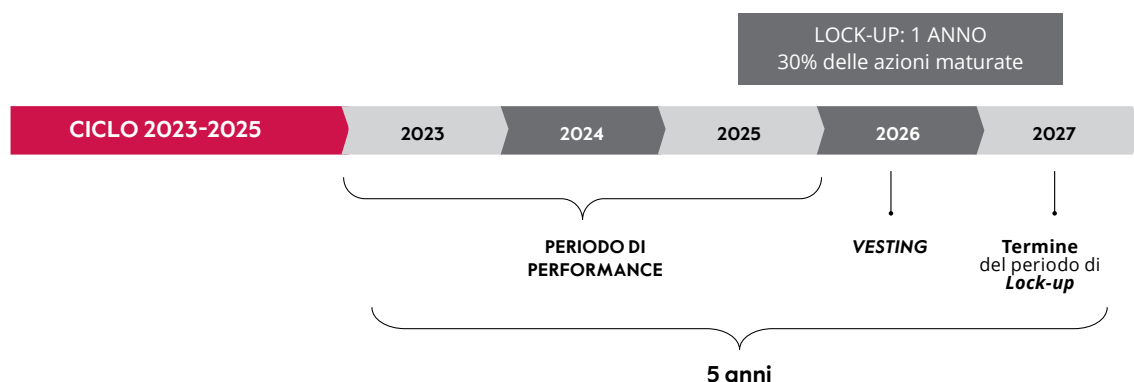 LOCK-UP: 1 ANNO
30% delle azioni maturate
CICLO 2023-2025
2023
2024
2025
2026
2027
PERIODO DI
PERFORMANCE
VESTING
Termine
del periodo di
Lock-up
5 anni